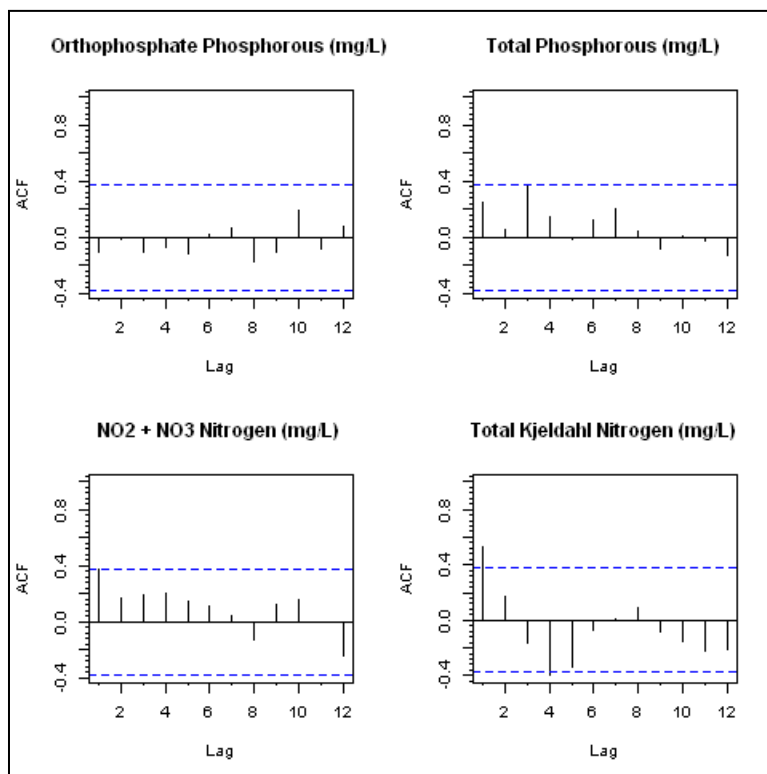 Orthophosphate Phosphorous (mg/L)
ACF
0.8
0.4
0.0
-0.4
2 4 6 8 10 12
Lag
Total Phosphorous (mg/L)
ACF
0.8
0.4
0.0
-0.4
2 4 6 8 10 12
Lag
NO2 + NO3 Nitrogen (mg/L)
ACF
0.8
0.4
0.0
-0.4
2 4 6 8 10 12
Lag
Total Kjeldahl Nitrogen (mg/L)
ACF
0.8
0.4
0.0
-0.4
2 4 6 8 10 12
Lag